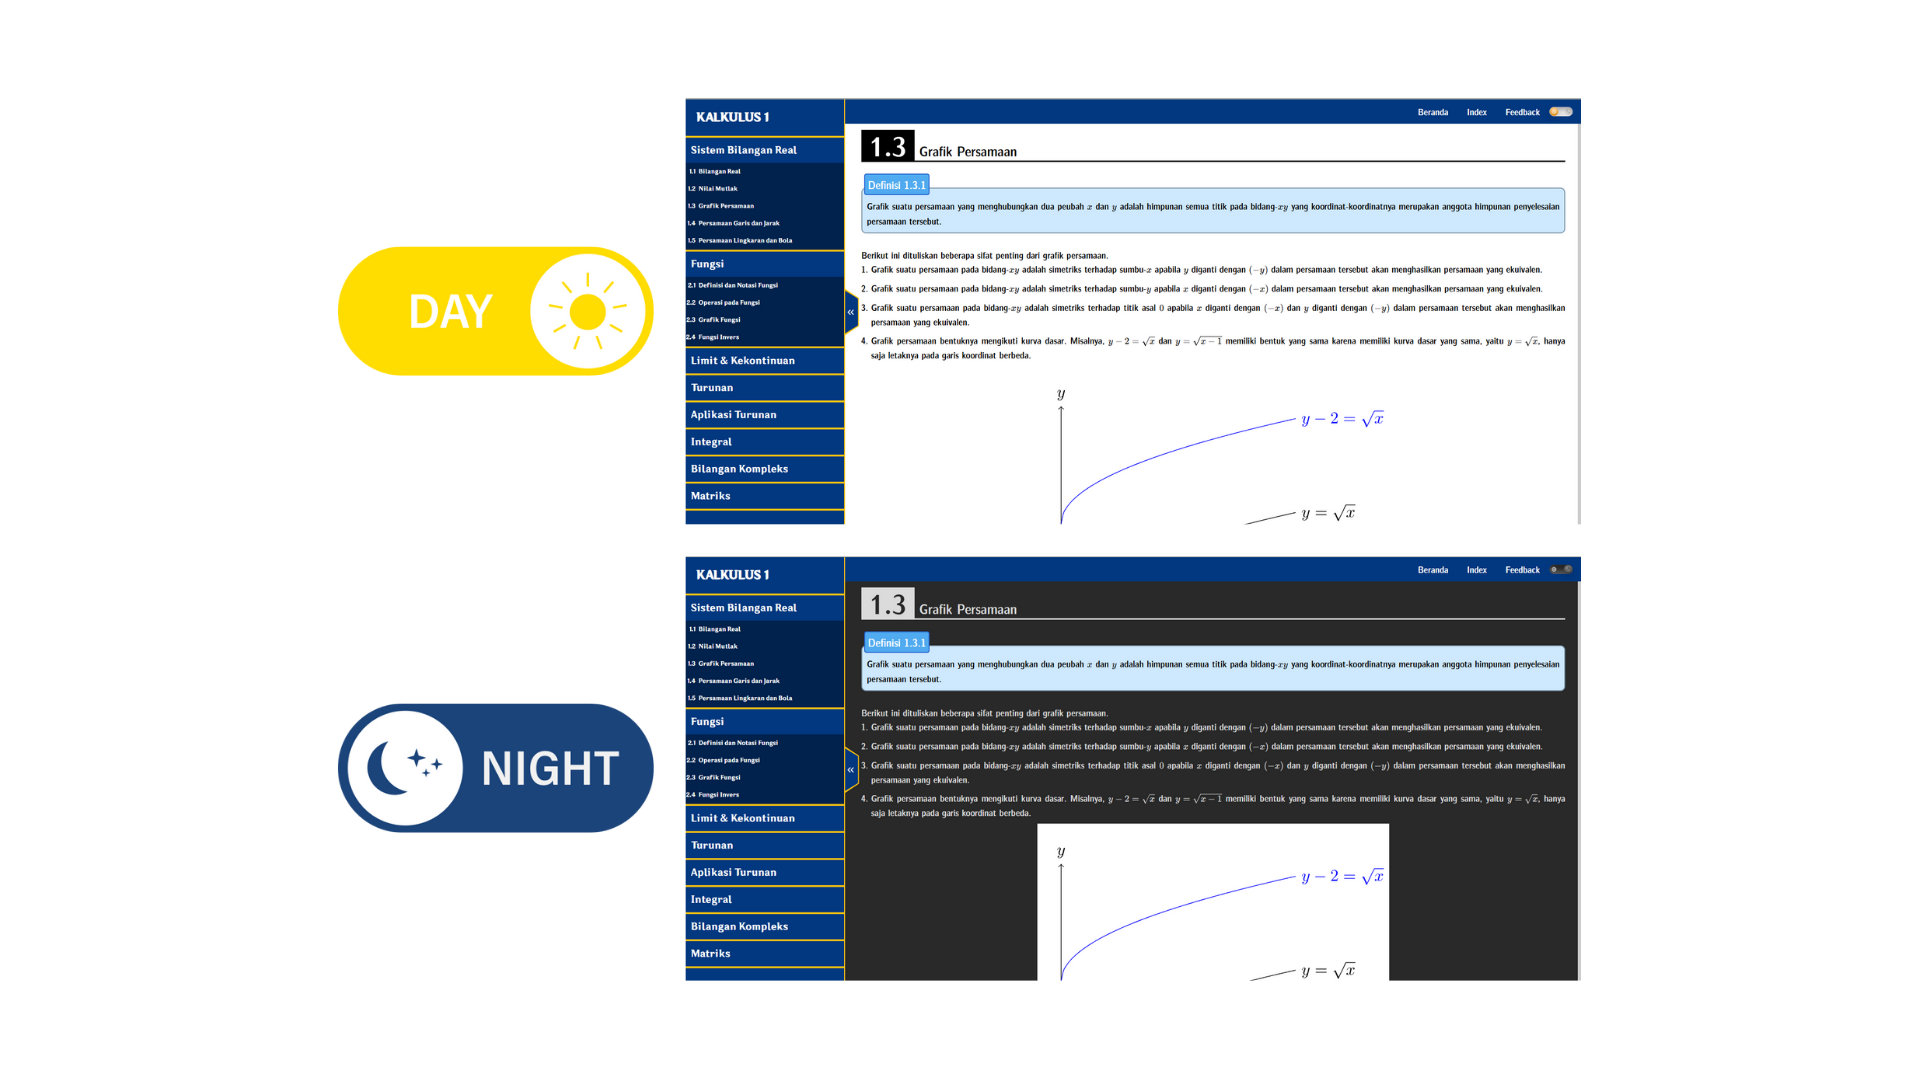 DAY
KALKULUS 1
Sistem Bilangan Real
1.1 Bilangan Real
1.2 Nilai Mutlak
1.3 Grafik Persamaan
1.4 Persamaan Garis dan Jarak
1.5 Persamaan Lingkaran dan Bola
Fungsi
2.1 Definisi dan Notasi Fungsi
2.2 Operasi pada Fungsi
2.3 Grafik Fungsi
2.4 Fungsi Invers
Limit & Kekontinuan
Turunan
Aplikasi Turunan
Integral
Bilangan Kompleks
Matriks
«
Beranda Index Feedback
1.3 Grafik Persamaan
Definisi 1.3.1
Grafik suatu persamaan yang menghubungkan dua peubah x dan y adalah himpunan semua titik pada bidang-xy yang koordinat-koordinatnya merupakan anggota himpunan penyelesaian
persamaan tersebut.
Berikut ini dituliskan beberapa sifat penting dari grafik persamaan.
1. Grafik suatu persamaan pada bidang-xy adalah simetriks terhadap sumbu-x apabila y diganti dengan (−y) dalam persamaan tersebut akan menghasilkan persamaan yang ekuivalen.
2. Grafik suatu persamaan pada bidang-xy adalah simetriks terhadap sumbu-y apabila x diganti dengan (−x) dalam persamaan tersebut akan menghasilkan persamaan yang ekuivalen.
3. Grafik suatu persamaan pada bidang-xy adalah simetriks terhadap titik asal 0 apabila x diganti dengan (−x) dan y diganti dengan (−y) dalam persamaan tersebut akan menghasilkan
persamaan yang ekuivalen.
4. Grafik persamaan bentuknya mengikuti kurva dasar. Misalnya, y − 2 = √x dan y = √(x − 1) memiliki bentuk yang sama karena memiliki kurva dasar yang sama, yaitu y = √x, hanya
saja letaknya pada garis koordinat berbeda.
y
y − 2 = √x
y = √x
NIGHT
KALKULUS 1
Sistem Bilangan Real
1.1 Bilangan Real
1.2 Nilai Mutlak
1.3 Grafik Persamaan
1.4 Persamaan Garis dan Jarak
1.5 Persamaan Lingkaran dan Bola
Fungsi
2.1 Definisi dan Notasi Fungsi
2.2 Operasi pada Fungsi
2.3 Grafik Fungsi
2.4 Fungsi Invers
Limit & Kekontinuan
Turunan
Aplikasi Turunan
Integral
Bilangan Kompleks
Matriks
«
Beranda Index Feedback
1.3 Grafik Persamaan
Definisi 1.3.1
Grafik suatu persamaan yang menghubungkan dua peubah x dan y adalah himpunan semua titik pada bidang-xy yang koordinat-koordinatnya merupakan anggota himpunan penyelesaian
persamaan tersebut.
Berikut ini dituliskan beberapa sifat penting dari grafik persamaan.
1. Grafik suatu persamaan pada bidang-xy adalah simetriks terhadap sumbu-x apabila y diganti dengan (−y) dalam persamaan tersebut akan menghasilkan persamaan yang ekuivalen.
2. Grafik suatu persamaan pada bidang-xy adalah simetriks terhadap sumbu-y apabila x diganti dengan (−x) dalam persamaan tersebut akan menghasilkan persamaan yang ekuivalen.
3. Grafik suatu persamaan pada bidang-xy adalah simetriks terhadap titik asal 0 apabila x diganti dengan (−x) dan y diganti dengan (−y) dalam persamaan tersebut akan menghasilkan
persamaan yang ekuivalen.
4. Grafik persamaan bentuknya mengikuti kurva dasar. Misalnya, y − 2 = √x dan y = √(x − 1) memiliki bentuk yang sama karena memiliki kurva dasar yang sama, yaitu y = √x, hanya
saja letaknya pada garis koordinat berbeda.
y
y − 2 = √x
y = √x